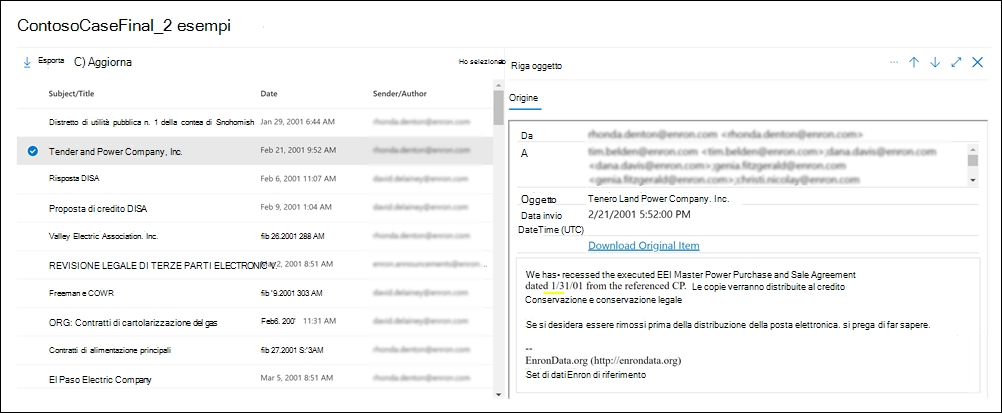 ContosoCaseFinal_2 esempi
Esporta C) Aggiorna Ho selezionato
Subject/Title Date Sender/Author
Distretto di utilità pubblica n. 1 della contea di Snohomish Jan 29, 2001 6:44 AM rhonda.denton@enron.com
Tender and Power Company, Inc. Feb 21, 2001 9:52 AM rhonda.denton@enron.com
Risposta DISA Feb 6, 2001 11:07 AM david.delainey@enron.com
Proposta di credito DISA Feb 9, 2001 1:04 AM david.delainey@enron.com
Valley Electric Association. Inc. fib 26.2001 288 AM rhonda.denton@enron.com
REVISIONE LEGALE DI TERZE PARTI ELECTRONIC V. 2, 2001 8:51 AM enron.announcements@enron...
Freeman e COWR fib '9.2001 303 AM david.delainey@enron.com
ORG: Contratti di cartolarizzazione del gas Feb6. 200' 11:31 AM david.delainey@enron.com
Contratti di alimentazione principali fib 27.2001 S:'3AM rhonda.denton@enron.com
El Paso Electric Company Mar 5, 2001 8:51 AM rhonda.denton@enron.com
Riga oggetto
Origine
Da rhonda.denton@enron.com <rhonda.denton@enron.com>
A tim.belden@enron.com <tim.belden@enron.com>;dana.davis@enron.com
<dana.davis@enron.com>;genia.fitzgerald@enron.com
<genia.fitzgerald@enron.com>;christi.nicolay@enron.com
Oggetto Tenero Land Power Company. Inc.
Data invio 2/21/2001 5:52:00 PM
DateTime (UTC)
Download Original Item
We has• recessed the executed EEI Master Power Purchase and Sale Agreement
dated 1/31/01 from the referenced CP. Le copie verranno distribuite al credito
Conservazione e conservazione legale
Se si desidera essere rimossi prima della distribuzione della posta elettronica. si prega di far sapere.
--
EnronData.org (http://enrondata.org)
Set di dati Enron di riferimento